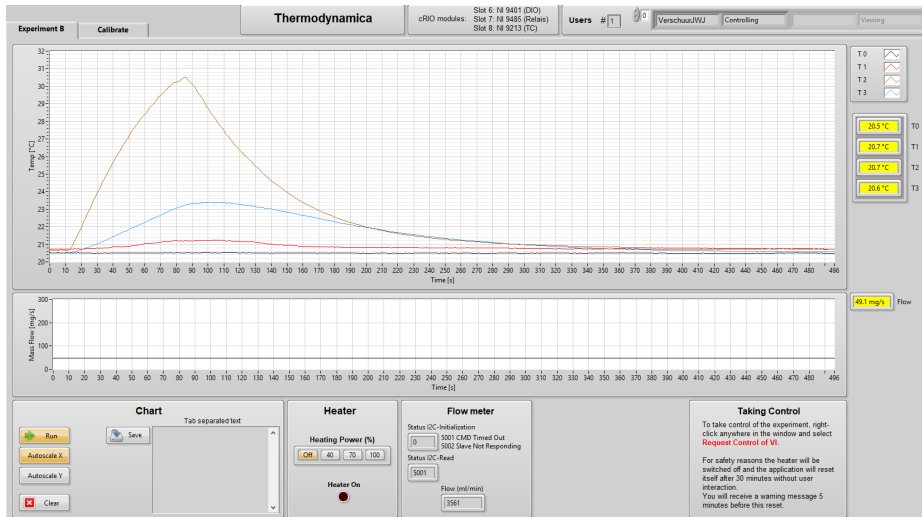 Experiment B
Calibrate
Thermodynamica
cRIO modules:
Slot 6: NI 9401 (DIO)
Slot 7: NI 9485 (Relais)
Slot 8: NI 9213 (TC)
Users # 1
0
VerschuurJWJ
Controlling
Viewing
Temp [°C]
32
31
30
29
28
27
26
25
24
23
22
21
20
0 10 20 30 40 50 60 70 80 90 100 110 120 130 140 150 160 170 180 190 200 210 220 230 240 250 260 270 280 290 300 310 320 330 340 350 360 370 380 390 400 410 420 430 440 450 460 470 480 496
Time [s]
T 0
T 1
T 2
T 3
20.5 °C T0
20.7 °C T1
20.7 °C T2
20.6 °C T3
Mass Flow [mg/s]
300
200
100
0
0 10 20 30 40 50 60 70 80 90 100 110 120 130 140 150 160 170 180 190 200 210 220 230 240 250 260 270 280 290 300 310 320 330 340 350 360 370 380 390 400 410 420 430 440 450 460 470 480 496
Time [s]
49.1 mg/s Flow
Chart
Run
Autoscale X
Autoscale Y
Clear
Save
Tab separated text
Heater
Heating Power (%)
Off 40 70 100
Heater On
Flow meter
Status I2C-Initialization
0
5001 CMD Timed Out
5002 Slave Not Responding
Status I2C-Read
5001
Flow (ml/min)
3561
Taking Control
To take control of the experiment, right-
click anywhere in the window and select
Request Control of VI.
For safety reasons the heater will be
switched off and the application will reset
itself after 30 minutes without user
interaction.
You will receive a warning message 5
minutes before this reset.